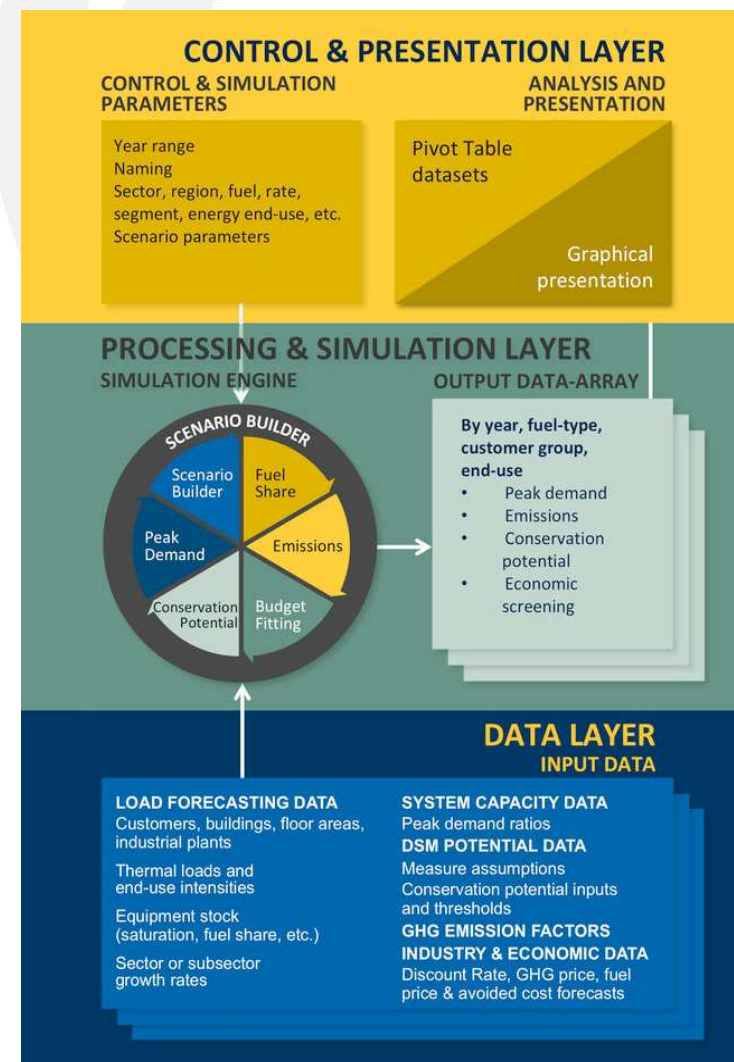 CONTROL & PRESENTATION LAYER
CONTROL & SIMULATION
PARAMETERS
Year range
Naming
Sector, region, fuel, rate,
segment, energy end-use, etc.
Scenario parameters
ANALYSIS AND
PRESENTATION
Pivot Table
datasets
Graphical
presentation
PROCESSING & SIMULATION LAYER
SIMULATION ENGINE
SCENARIO BUILDER
Scenario
Builder
Fuel
Share
Peak
Demand
Emissions
Conservation
Potential
Budget
Fitting
OUTPUT DATA-ARRAY
By year, fuel-type,
customer group,
end-use
• Peak demand
• Emissions
• Conservation
potential
• Economic
screening
DATA LAYER
INPUT DATA
LOAD FORECASTING DATA
Customers, buildings, floor areas,
industrial plants
Thermal loads and
end-use intensities
Equipment stock
(saturation, fuel share, etc.)
Sector or subsector
growth rates
SYSTEM CAPACITY DATA
Peak demand ratios
DSM POTENTIAL DATA
Measure assumptions
Conservation potential inputs
and thresholds
GHG EMISSION FACTORS
INDUSTRY & ECONOMIC DATA
Discount Rate, GHG price, fuel
price & avoided cost forecasts